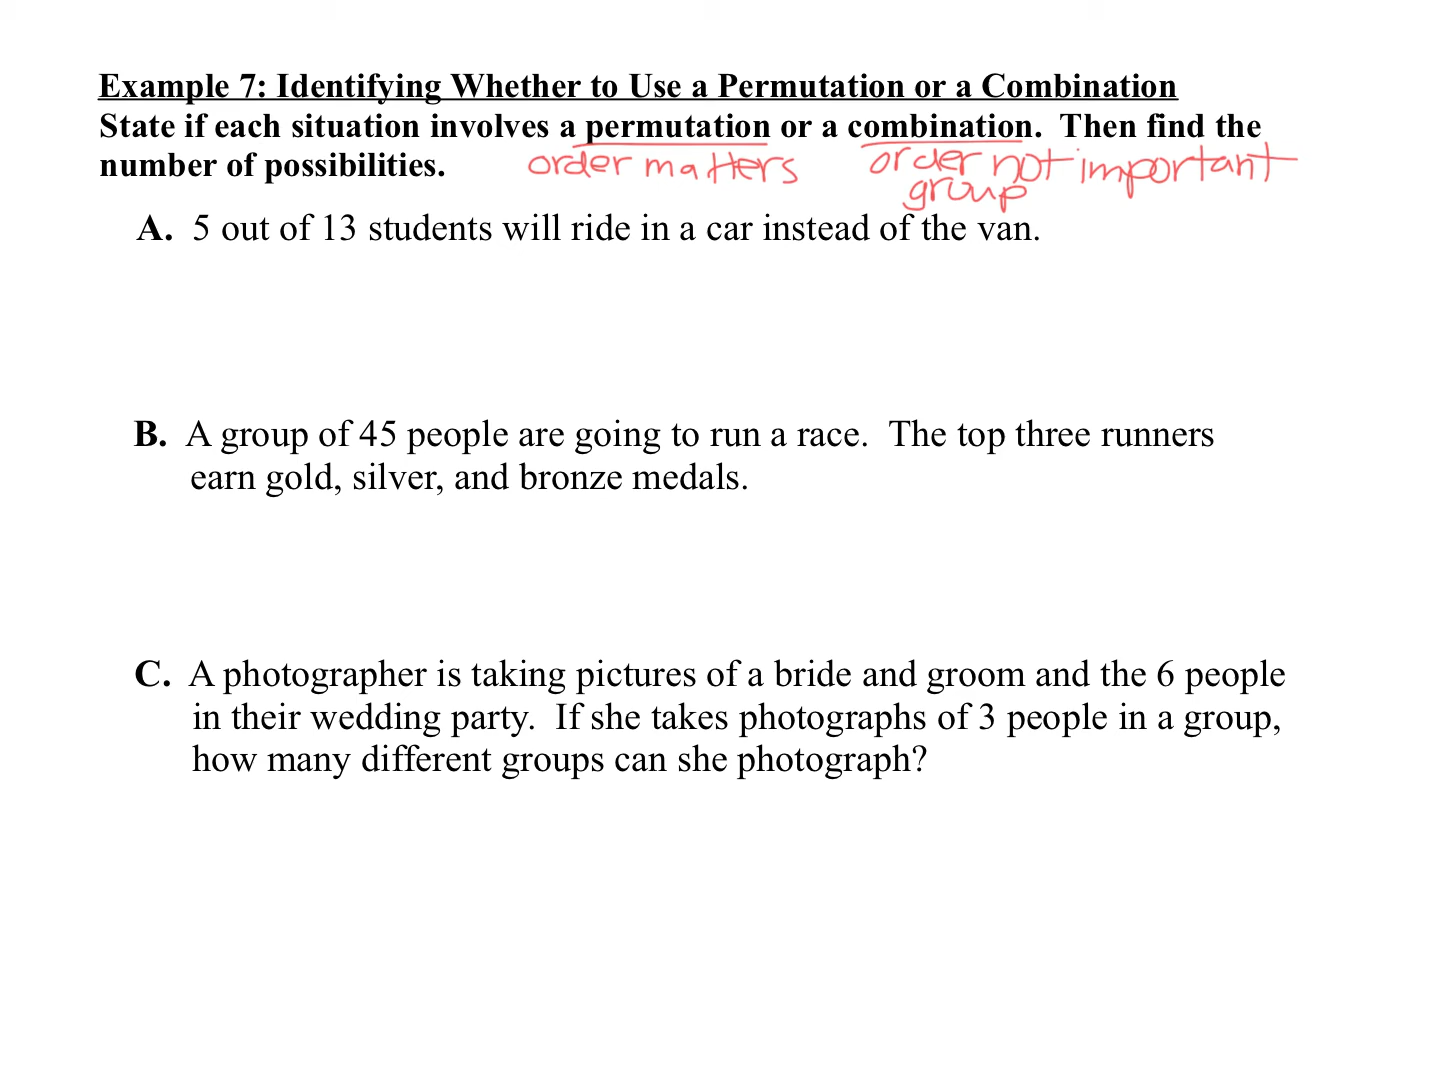 Example 7: Identifying Whether to Use a Permutation or a Combination
State if each situation involves a permutation or a combination.  Then find the
number of possibilities.
order matters
order not important
group
A.  5 out of 13 students will ride in a car instead of the van.
B.  A group of 45 people are going to run a race.  The top three runners
earn gold, silver, and bronze medals.
C.  A photographer is taking pictures of a bride and groom and the 6 people
in their wedding party.  If she takes photographs of 3 people in a group,
how many different groups can she photograph?